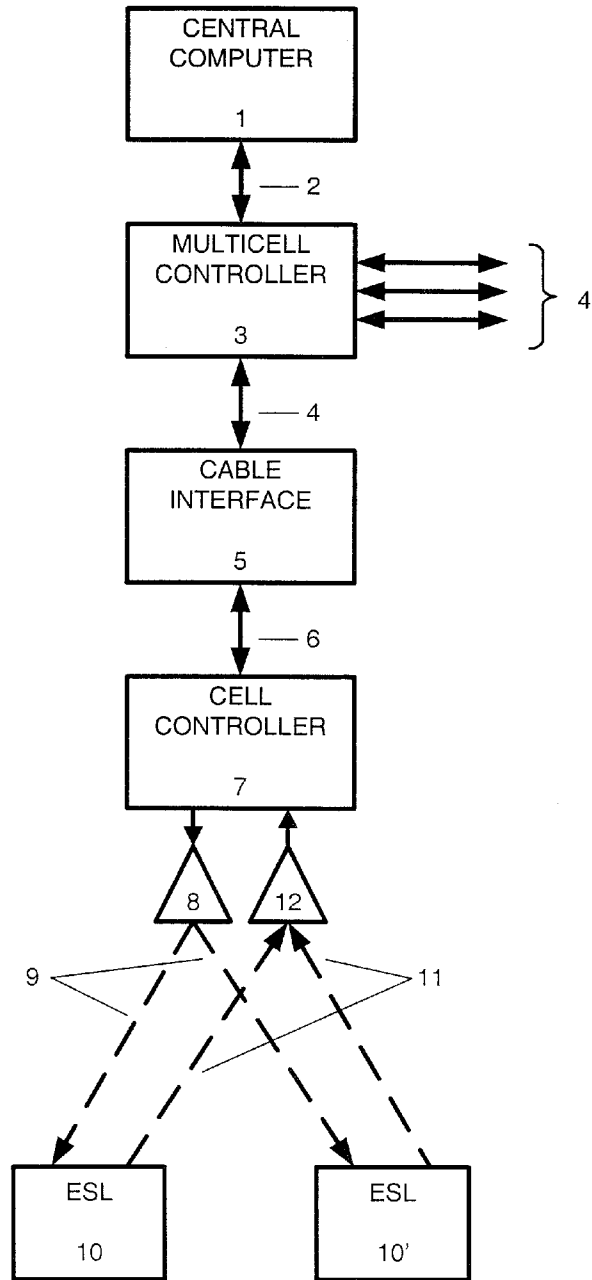 CENTRAL
COMPUTER
1
2
MULTICELL
CONTROLLER
3
4
4
CABLE
INTERFACE
5
6
CELL
CONTROLLER
7
8
12
9
11
ESL
10
ESL
10'